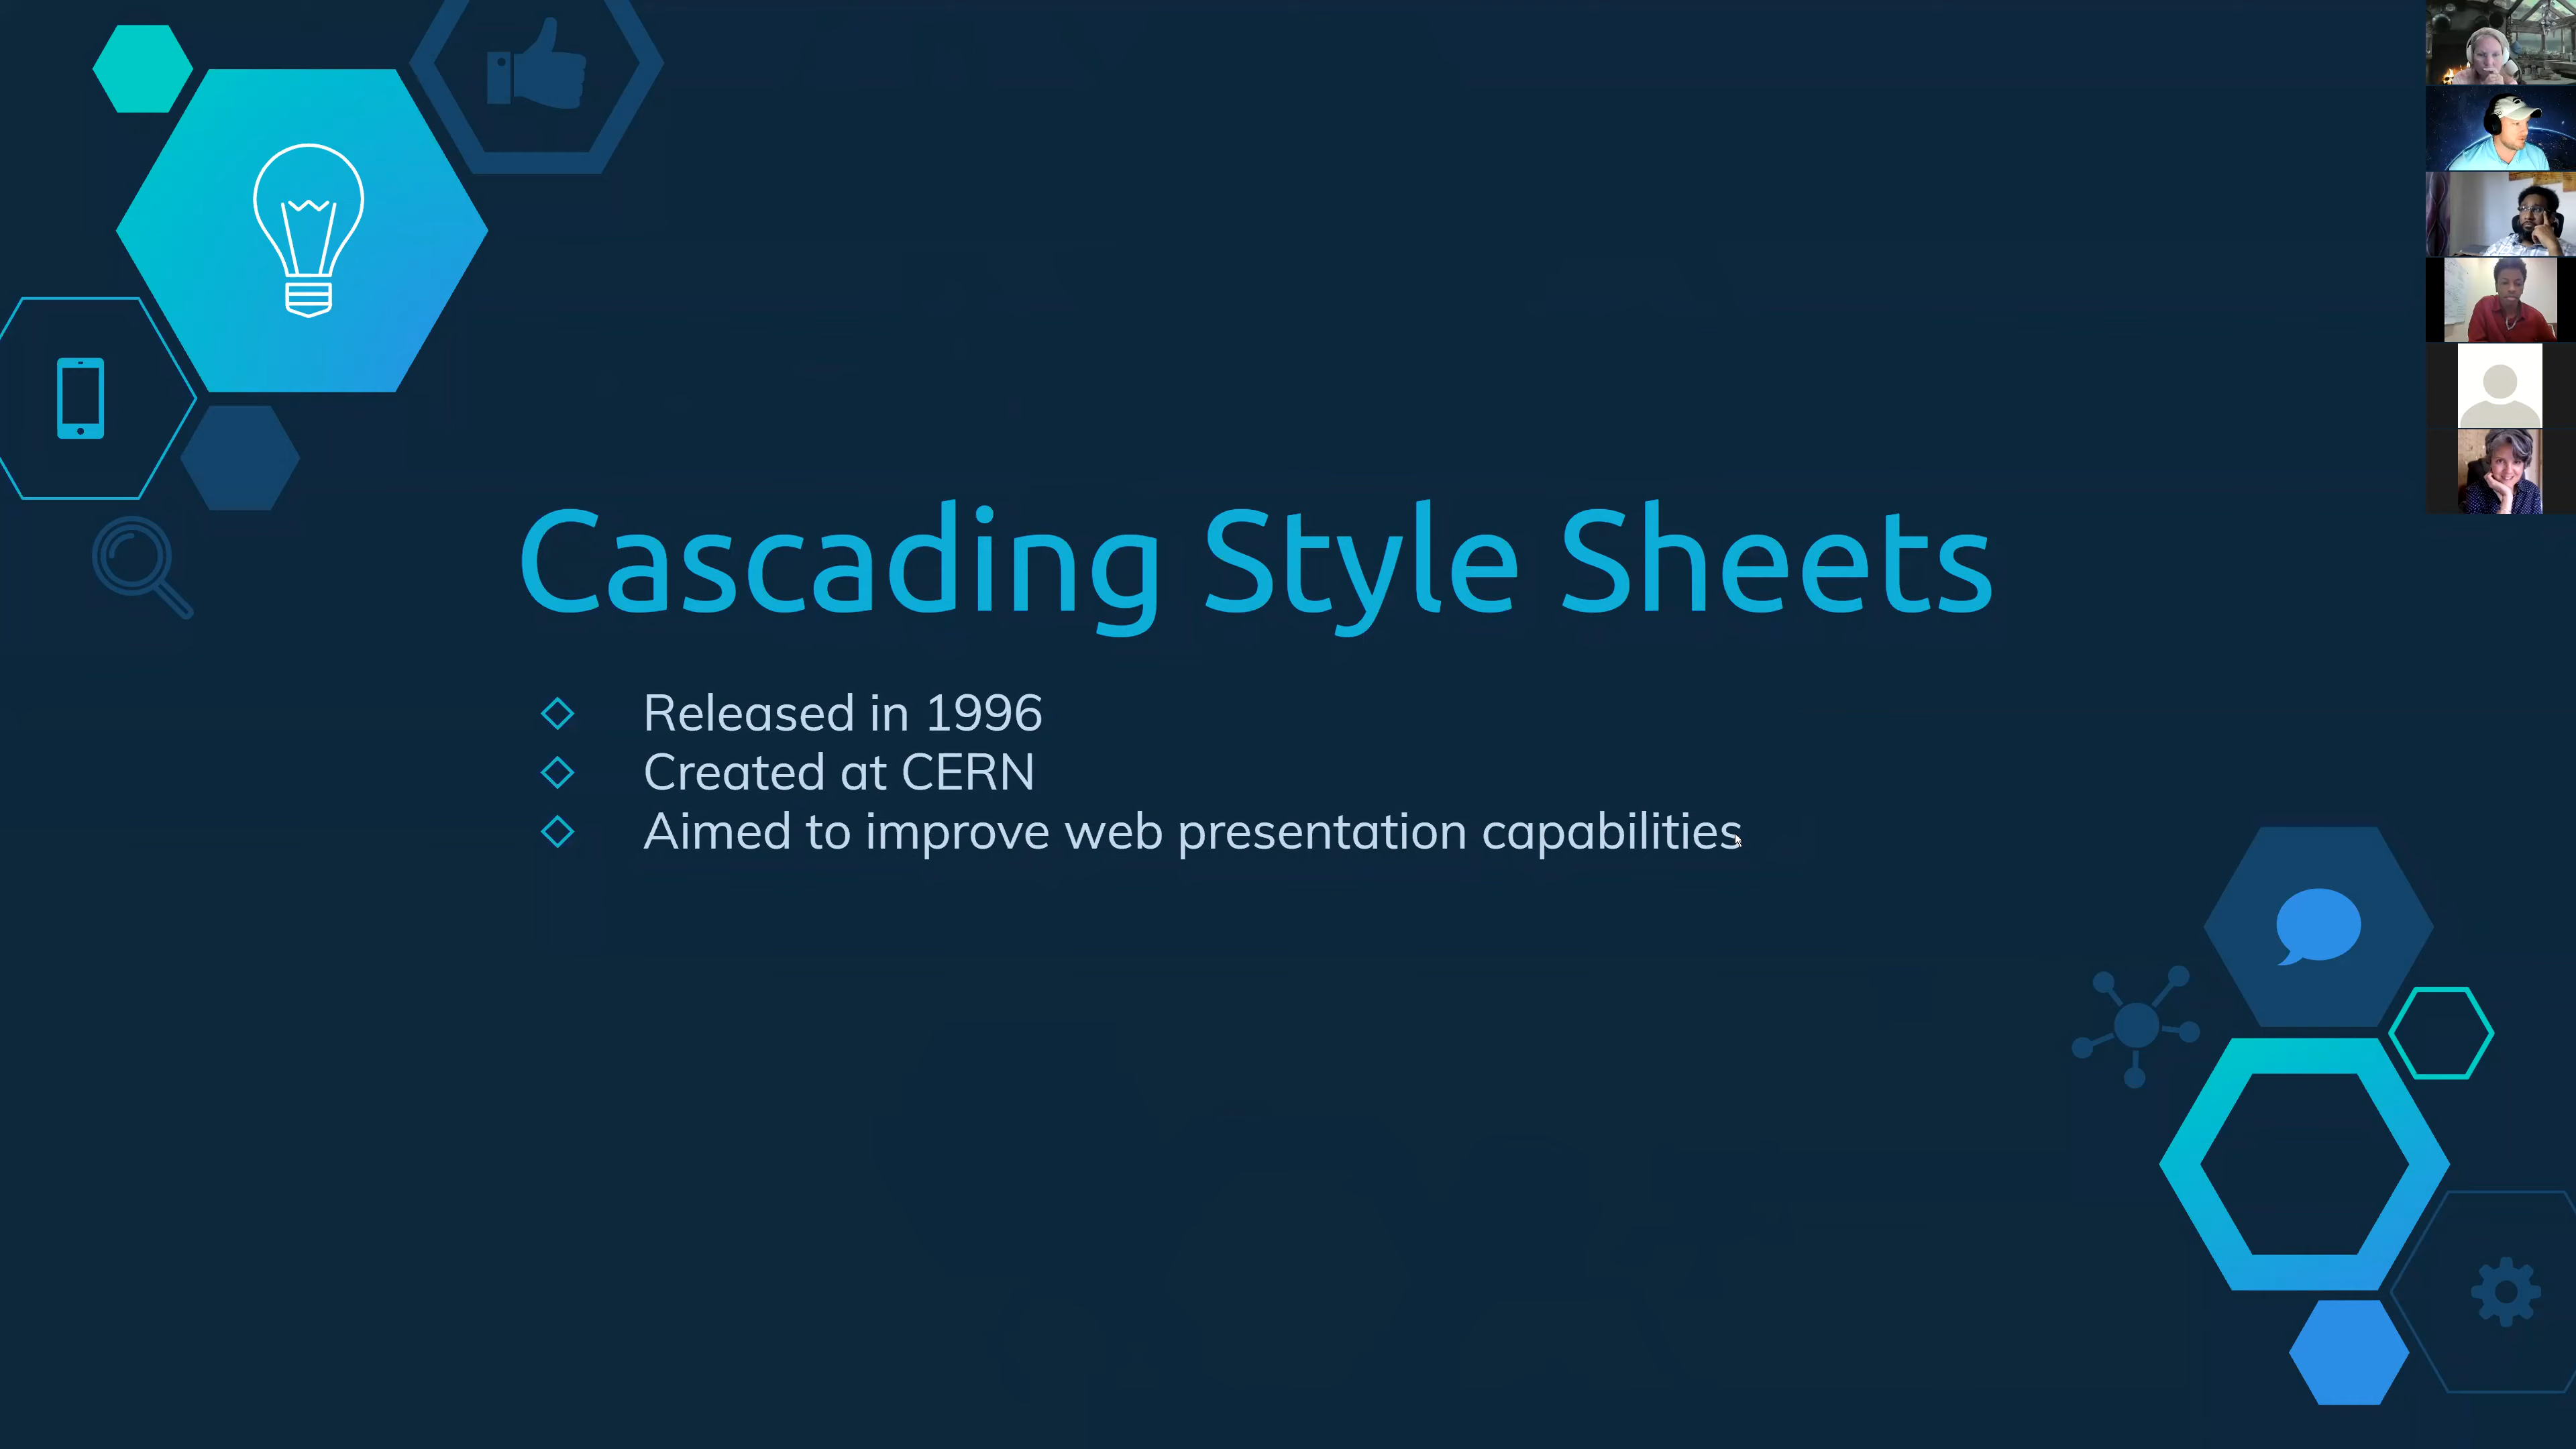 Cascading Style Sheets
Released in 1996
Created at CERN
Aimed to improve web presentation capabilities